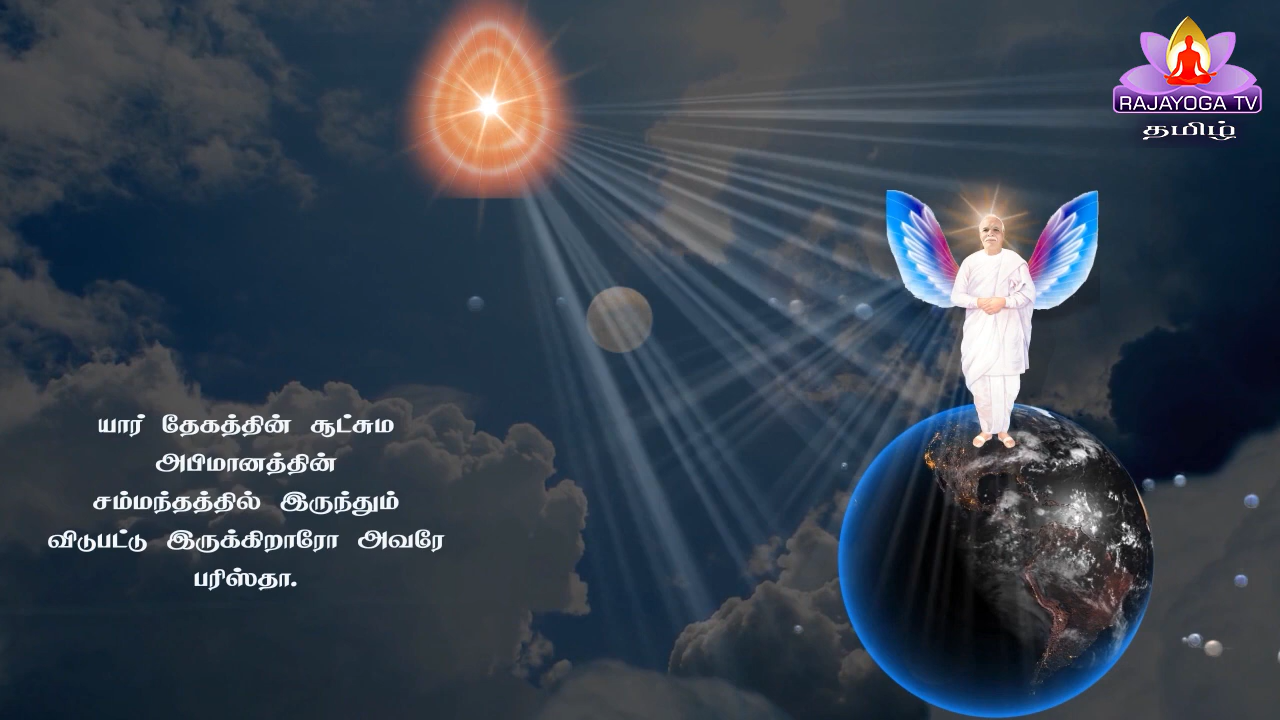 RAJAYOGA TV
தமிழ்
யார் தேகத்தின் சூட்சும
அபிமானத்தின்
சம்மந்தத்தில் இருந்தும்
விடுபட்டு இருக்கிறாரோ அவரே
பரிஸ்தா.